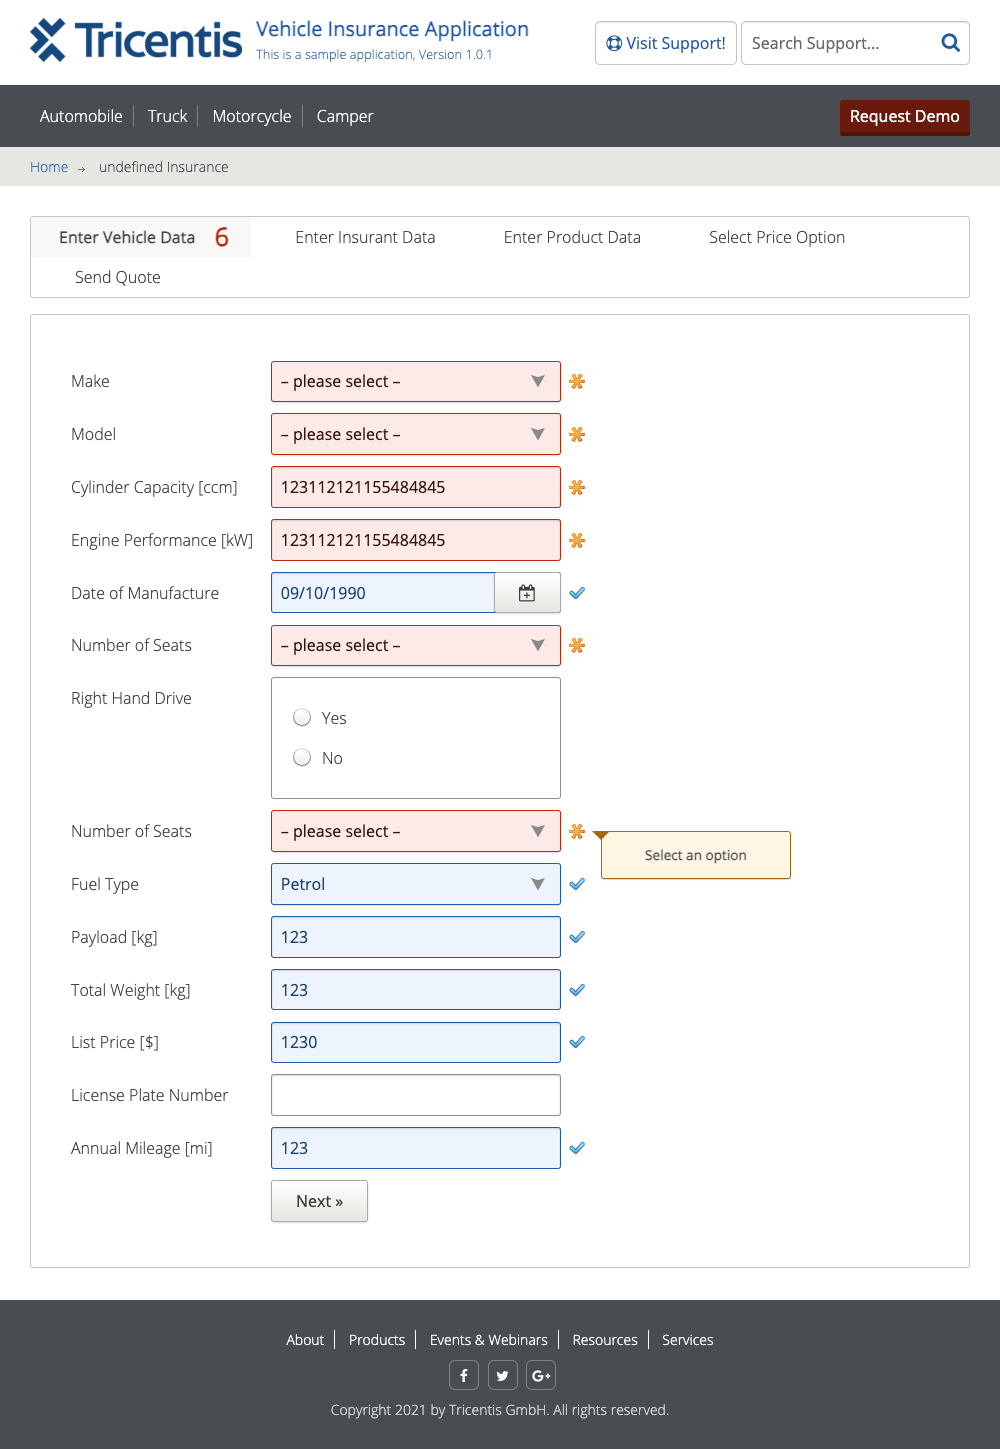 Tricentis
Vehicle Insurance Application
This is a sample application, Version 1.0.1
Visit Support!
Search Support...
Automobile
Truck
Motorcycle
Camper
Request Demo
Home
undefined Insurance
Enter Vehicle Data 6
Enter Insurant Data
Enter Product Data
Select Price Option
Send Quote
Make
– please select –
Model
– please select –
Cylinder Capacity [ccm]
123112121155484845
Engine Performance [kW]
123112121155484845
Date of Manufacture
09/10/1990
Number of Seats
– please select –
Right Hand Drive
Yes
No
Number of Seats
– please select –
Select an option
Fuel Type
Petrol
Payload [kg]
123
Total Weight [kg]
123
List Price [$]
1230
License Plate Number
Annual Mileage [mi]
123
Next »
About
Products
Events & Webinars
Resources
Services
Copyright 2021 by Tricentis GmbH. All rights reserved.